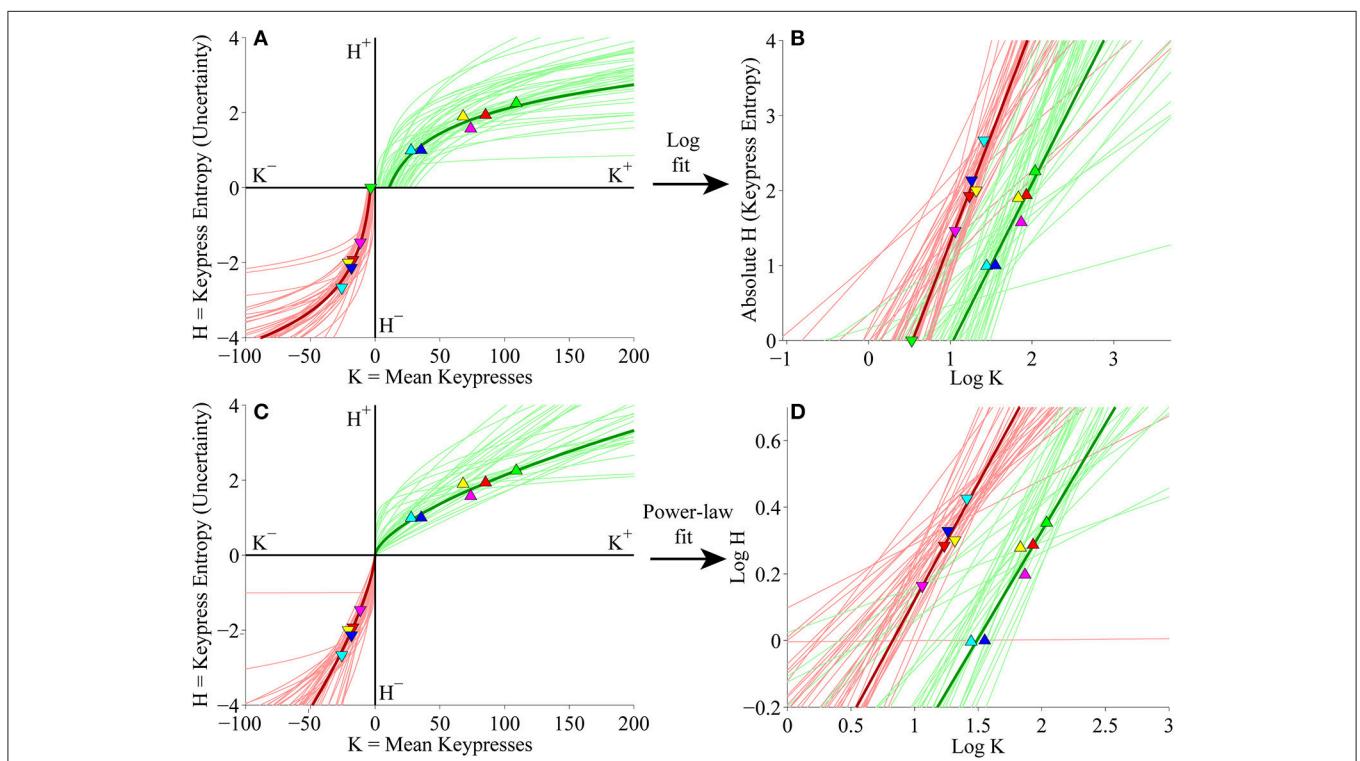 A
H = Keypress Entropy (Uncertainty)
4
2
0
−2
−4
H+
K−
K+
H−
−100
−50
0
50
100
150
200
K = Mean Keypresses
Log
fit
B
Absolute H (Keypress Entropy)
4
3
2
1
0
−1
0
1
2
3
Log K
C
H = Keypress Entropy (Uncertainty)
4
2
0
−2
−4
H+
K−
K+
H−
−100
−50
0
50
100
150
200
K = Mean Keypresses
Power-law
fit
D
Log H
0.6
0.4
0.2
0
−0.2
0
0.5
1
1.5
2
2.5
3
Log K